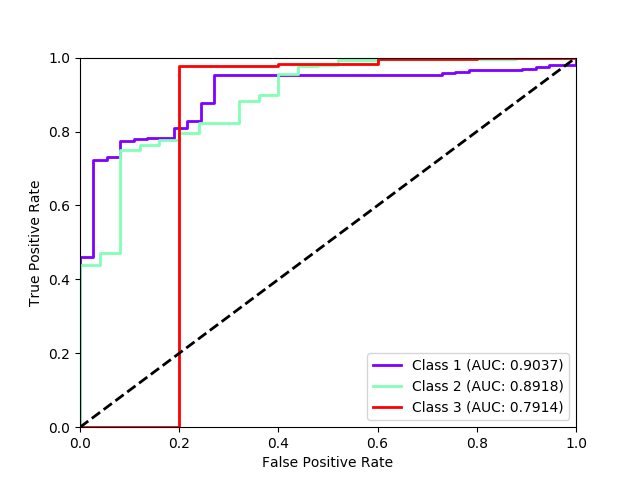 1.0
0.8
0.6
0.4
0.2
0.0
True Positive Rate
Class 1 (AUC: 0.9037)
Class 2 (AUC: 0.8918)
Class 3 (AUC: 0.7914)
0.0 0.2 0.4 0.6 0.8 1.0
False Positive Rate